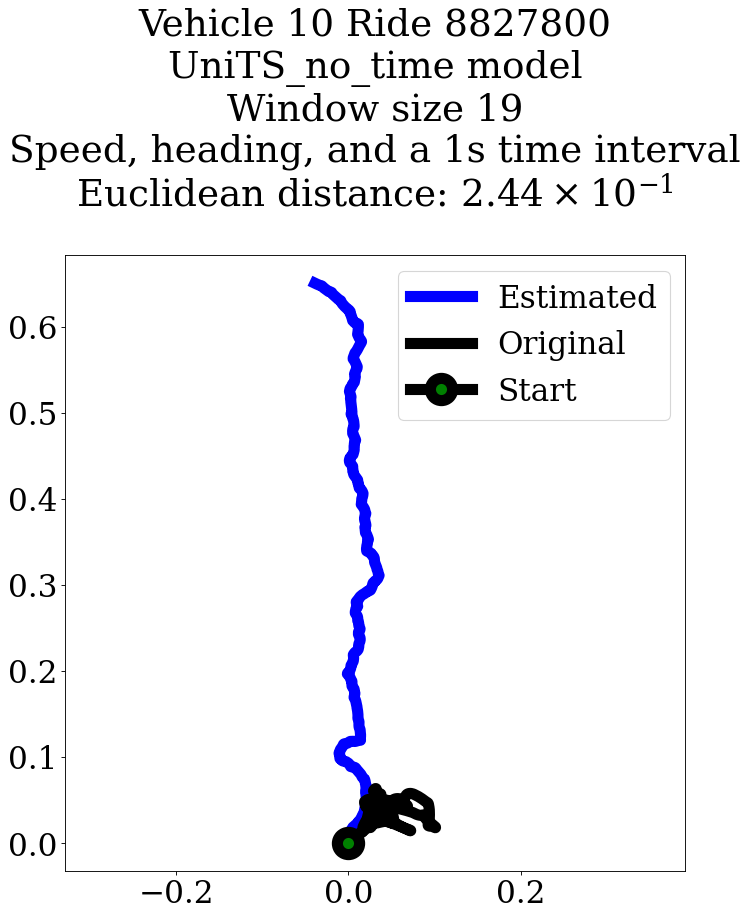 Vehicle 10 Ride 8827800
UniTS_no_time model
Window size 19
Speed, heading, and a 1s time interval
Euclidean distance: 2.44 × 10⁻¹
Estimated
Original
Start
0.6
0.5
0.4
0.3
0.2
0.1
0.0
−0.2
0.0
0.2